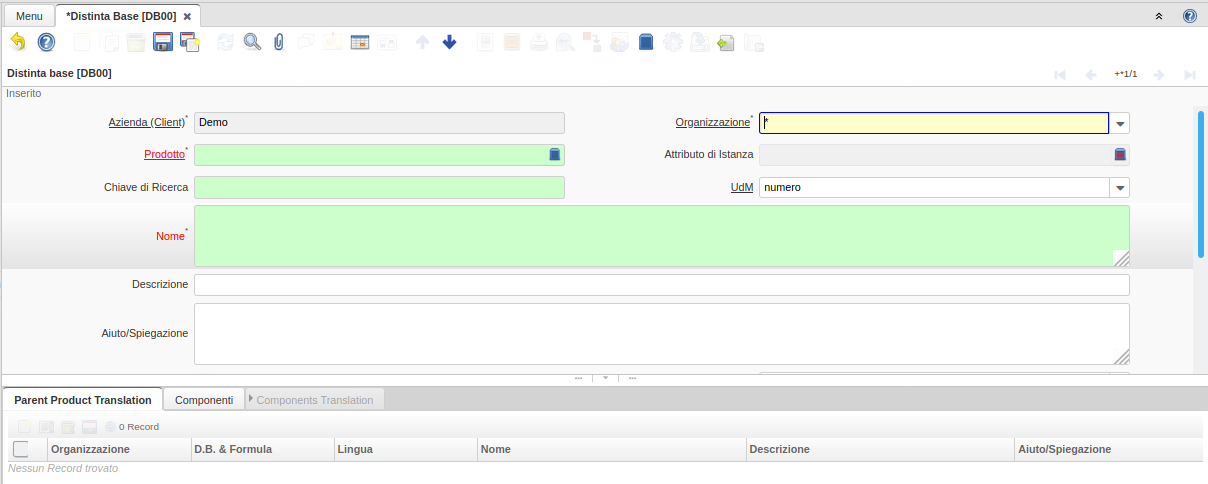 Menu
*Distinta Base [DB00]
Distinta base [DB00]
+*1/1
Inserito
Azienda (Client)* Demo
Organizzazione* *
Prodotto*
Attributo di Istanza
Chiave di Ricerca
UdM numero
Nome*
Descrizione
Aiuto/Spiegazione
Parent Product Translation
Componenti
Components Translation
0 Record
Organizzazione D.B. & Formula Lingua Nome Descrizione Aiuto/Spiegazione
Nessun Record trovato